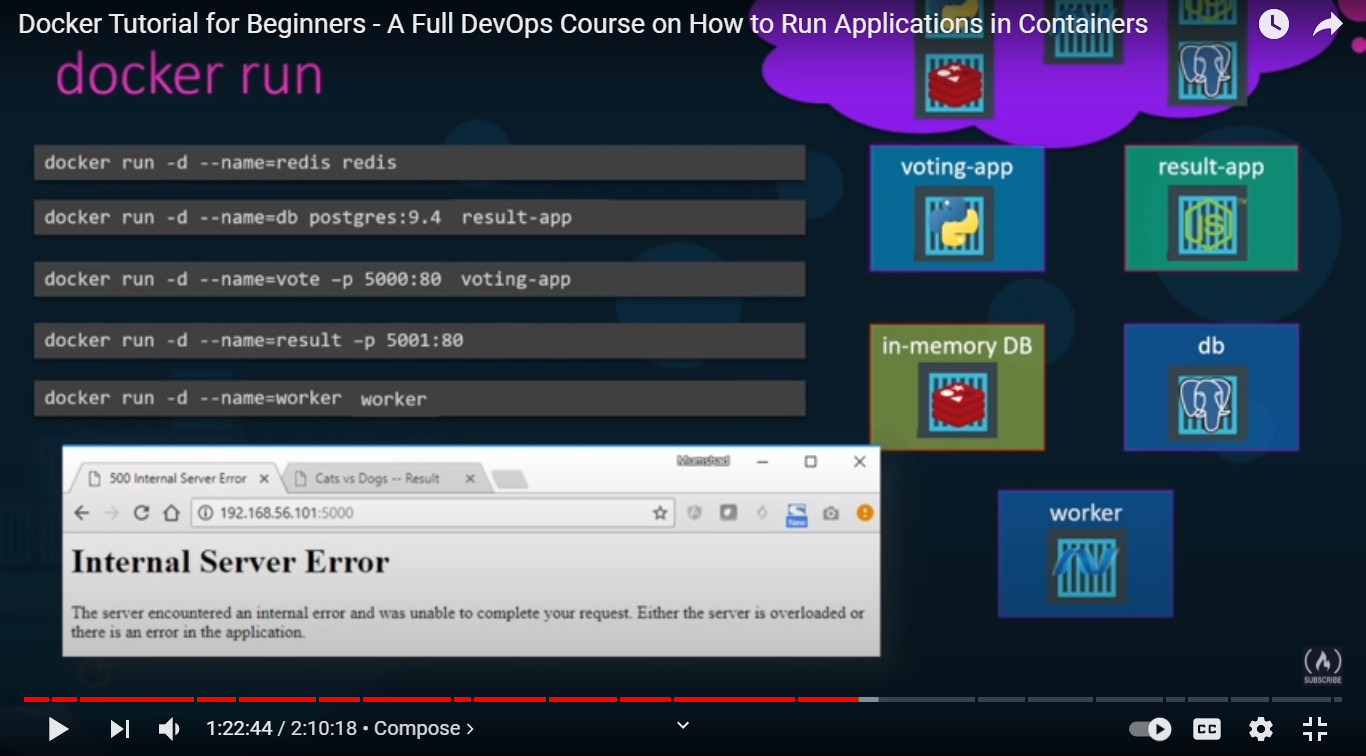 Docker Tutorial for Beginners - A Full DevOps Course on How to Run Applications in Containers
docker run
docker run -d --name=redis redis
docker run -d --name=db postgres:9.4 result-app
docker run -d --name=vote –p 5000:80 voting-app
docker run -d --name=result –p 5001:80
docker run -d --name=worker worker
voting-app
result-app
in-memory DB
db
worker
Mumshad
500 Internal Server Error
Cats vs Dogs -- Result
192.168.56.101:5000
New
Internal Server Error
The server encountered an internal error and was unable to complete your request. Either the server is overloaded or
there is an error in the application.
SUBSCRIBE
1:22:44 / 2:10:18 • Compose
CC